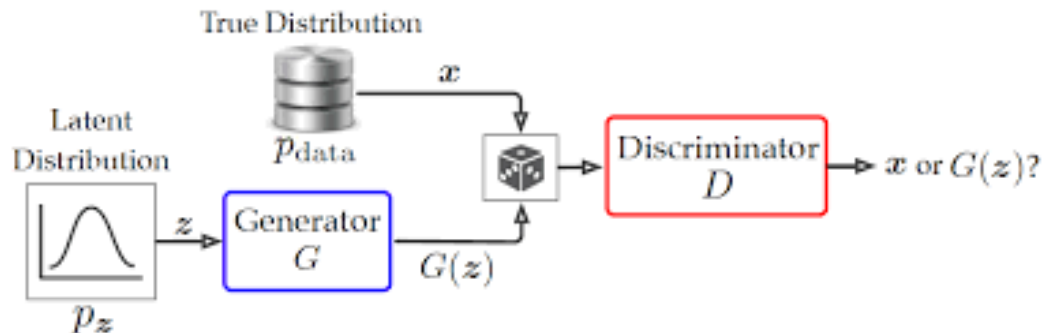 True Distribution
x
p_data
Latent
Distribution
z
p_z
Generator
G
G(z)
Discriminator
D
x or G(z)?